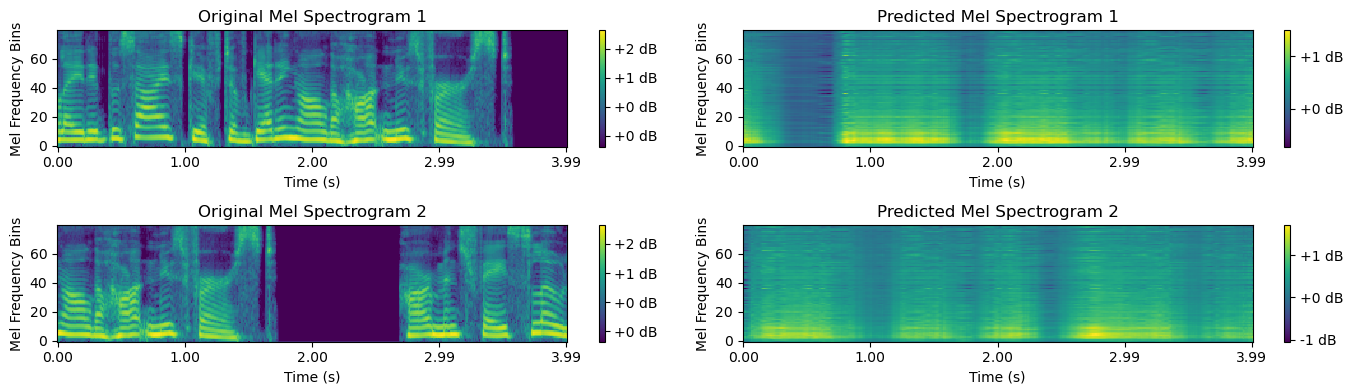 Original Mel Spectrogram 1
Mel Frequency Bins
60
40
20
0
0.00 1.00 2.00 2.99 3.99
Time (s)
+2 dB
+1 dB
+0 dB
+0 dB
Predicted Mel Spectrogram 1
Mel Frequency Bins
60
40
20
0
0.00 1.00 2.00 2.99 3.99
Time (s)
+1 dB
+0 dB
Original Mel Spectrogram 2
Mel Frequency Bins
60
40
20
0
0.00 1.00 2.00 2.99 3.99
Time (s)
+2 dB
+1 dB
+0 dB
+0 dB
Predicted Mel Spectrogram 2
Mel Frequency Bins
60
40
20
0
0.00 1.00 2.00 2.99 3.99
Time (s)
+1 dB
+0 dB
-1 dB